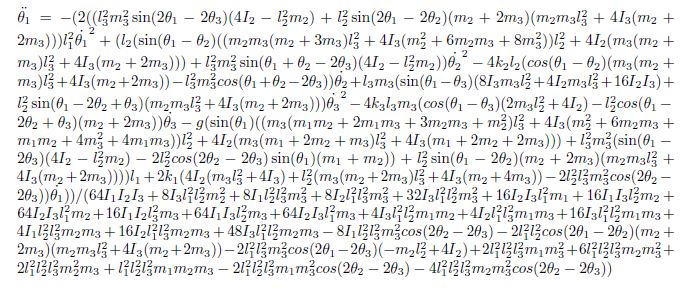 θ̈₁ = −(2((l₃²m₃² sin(2θ₁ − 2θ₃)(4I₂ − l₂²m₂) + l₂² sin(2θ₁ − 2θ₂)(m₂ + 2m₃)(m₂m₃l₃² + 4I₃(m₂ +
2m₃)))l₁²θ̇₁² + (l₂(sin(θ₁ − θ₂)((m₂m₃(m₂ + 3m₃)l₃² + 4I₃(m₂² + 6m₂m₃ + 8m₃²))l₂² + 4I₂(m₃(m₂ +
m₃)l₃² + 4I₃(m₂ + 2m₃))) + l₃²m₃² sin(θ₁ + θ₂ − 2θ₃)(4I₂ − l₂²m₂))θ̇₂² − 4k₂l₂(cos(θ₁ − θ₂)(m₃(m₂ +
m₃)l₃² + 4I₃(m₂ + 2m₃)) − l₃²m₃²cos(θ₁ + θ₂ − 2θ₃))θ̇₂ + l₃m₃(sin(θ₁ − θ₃)(8I₃m₃l₂² + 4I₂m₃l₃² + 16I₂I₃) +
l₂² sin(θ₁ − 2θ₂ + θ₃)(m₂m₃l₃² + 4I₃(m₂ + 2m₃)))θ̇₃² − 4k₃l₃m₃(cos(θ₁ − θ₃)(2m₃l₂² + 4I₂) − l₂²cos(θ₁ −
2θ₂ + θ₃)(m₂ + 2m₃))θ̇₃ − g(sin(θ₁)((m₃(m₁m₂ + 2m₁m₃ + 3m₂m₃ + m₂²)l₃² + 4I₃(m₂² + 6m₂m₃ +
m₁m₂ + 4m₃² + 4m₁m₃))l₂² + 4I₂(m₃(m₁ + 2m₂ + m₃)l₃² + 4I₃(m₁ + 2m₂ + 2m₃))) + l₃²m₃²(sin(θ₁ −
2θ₃)(4I₂ − l₂²m₂) − 2l₂²cos(2θ₂ − 2θ₃) sin(θ₁)(m₁ + m₂)) + l₂² sin(θ₁ − 2θ₂)(m₂ + 2m₃)(m₂m₃l₃² +
4I₃(m₂ + 2m₃))))l₁ + 2k₁(4I₂(m₃l₃² + 4I₃) + l₂²(m₃(m₂ + m₃)l₃² + 4I₃(m₂ + 4m₃)) − 2l₂²l₃²m₃²cos(2θ₂ −
2θ₃))θ̇₁))/(64I₁I₂I₃ + 8I₃l₁²l₂²m₂² + 8I₁l₂²l₃²m₃² + 8I₂l₁²l₃²m₃² + 32I₃l₁²l₂²m₃² + 16I₂I₃l₁²m₁ + 16I₁I₃l₂²m₂ +
64I₂I₃l₁²m₂ + 16I₁I₂l₃²m₃ + 64I₁I₃l₂²m₃ + 64I₂I₃l₁²m₃ + 4I₃l₁²l₂²m₁m₂ + 4I₂l₁²l₃²m₁m₃ + 16I₃l₁²l₂²m₁m₃ +
4I₁l₂²l₃²m₂m₃ + 16I₂l₁²l₃²m₂m₃ + 48I₃l₁²l₂²m₂m₃ − 8I₁l₂²l₃²m₃²cos(2θ₂ − 2θ₃) − 2l₁²l₂²cos(2θ₁ − 2θ₂)(m₂ +
2m₃)(m₂m₃l₃² + 4I₃(m₂ + 2m₃)) − 2l₁²l₃²m₃²cos(2θ₁ − 2θ₃)(−m₂l₂² + 4I₂) + 2l₁²l₂²l₃²m₁m₃² + 6l₁²l₂²l₃²m₂m₃² +
2l₁²l₂²l₃²m₂²m₃ + l₁²l₂²l₃²m₁m₂m₃ − 2l₁²l₂²l₃²m₁m₃²cos(2θ₂ − 2θ₃) − 4l₁²l₂²l₃²m₂m₃²cos(2θ₂ − 2θ₃))